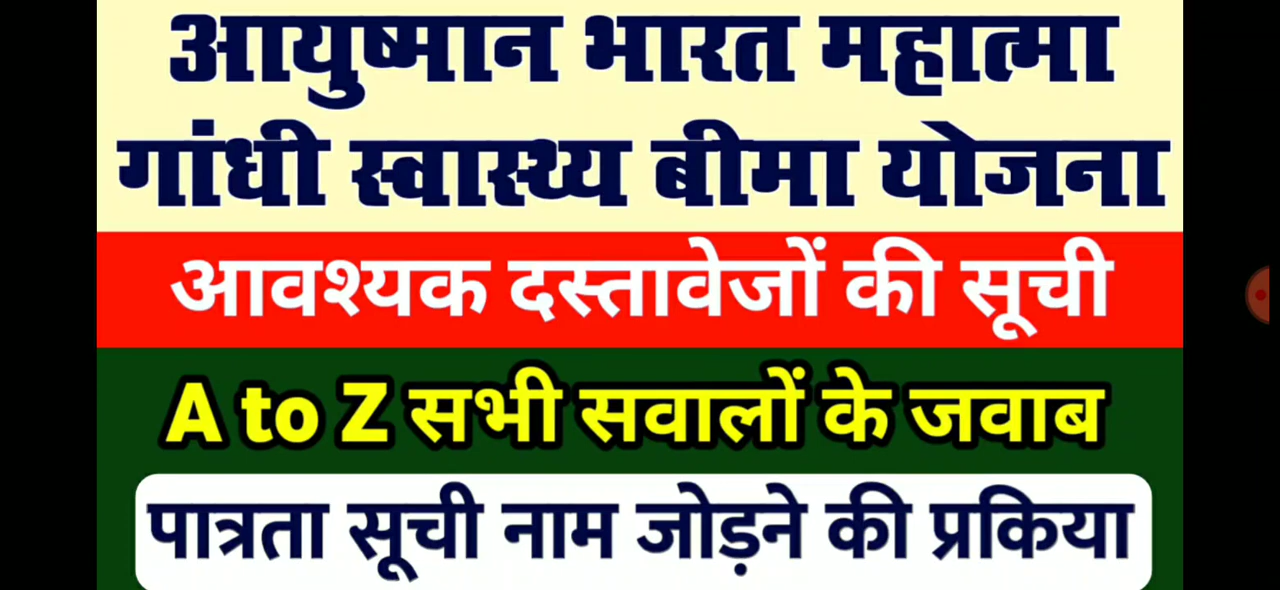 आयुष्मान भारत महात्मा
गांधी स्वास्थ्य बीमा योजना
आवश्यक दस्तावेजों की सूची
A to Z सभी सवालों के जवाब
पात्रता सूची नाम जोड़ने की प्रकिया